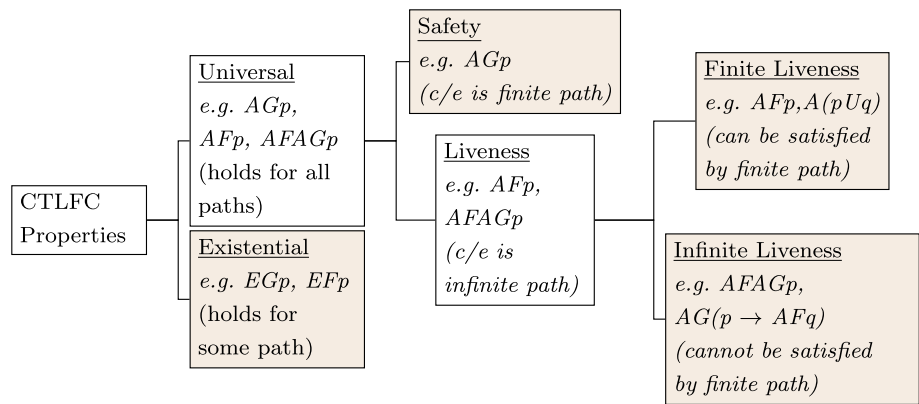 CTLFC
Properties
Universal
e.g. AGp,
AFp, AFAGp
(holds for all
paths)
Existential
e.g. EGp, EFp
(holds for
some path)
Safety
e.g. AGp
(c/e is finite path)
Liveness
e.g. AFp,
AFAGp
(c/e is
infinite path)
Finite Liveness
e.g. AFp,A(pUq)
(can be satisfied
by finite path)
Infinite Liveness
e.g. AFAGp,
AG(p → AFq)
(cannot be satisfied
by finite path)